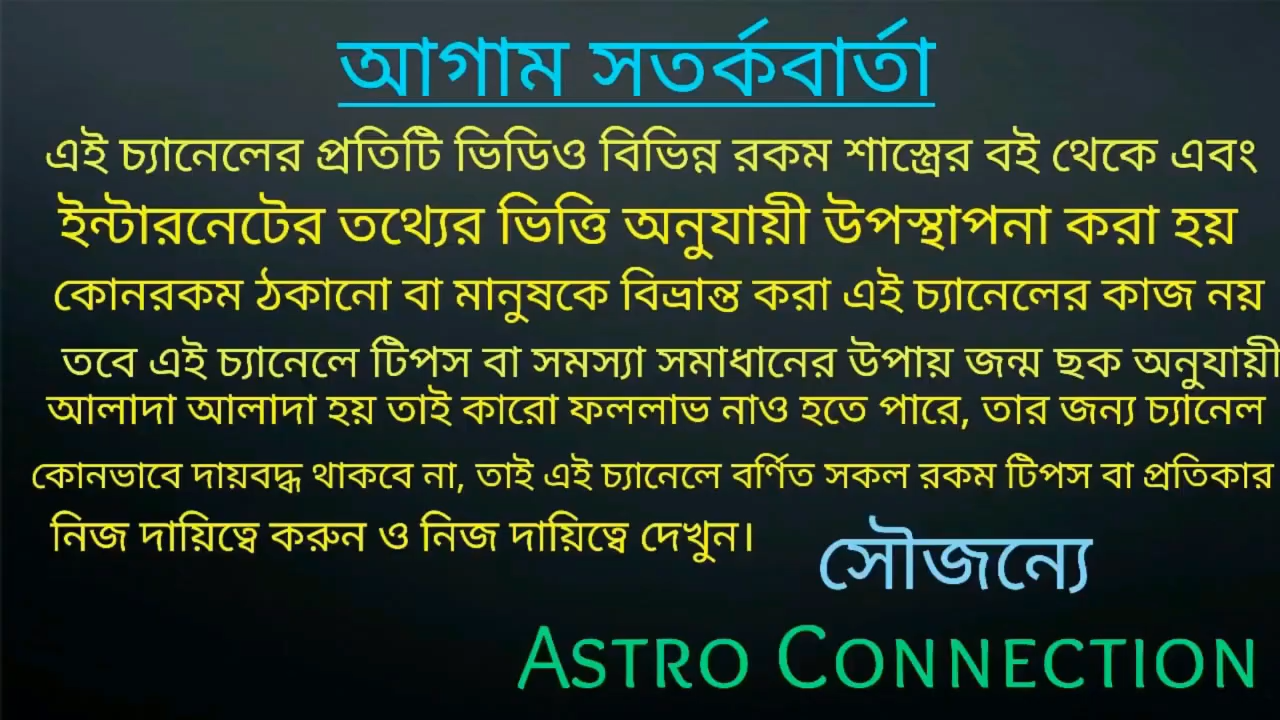 আগাম সতর্কবার্তা
এই চ্যানেলের প্রতিটি ভিডিও বিভিন্ন রকম শাস্ত্রের বই থেকে এবং
ইন্টারনেটের তথ্যের ভিত্তি অনুযায়ী উপস্থাপনা করা হয়
কোনরকম ঠকানো বা মানুষকে বিভ্রান্ত করা এই চ্যানেলের কাজ নয়
তবে এই চ্যানেলে টিপস বা সমস্যা সমাধানের উপায় জন্ম ছক অনুযায়ী
আলাদা আলাদা হয় তাই কারো ফললাভ নাও হতে পারে, তার জন্য চ্যানেল
কোনভাবে দায়বদ্ধ থাকবে না, তাই এই চ্যানেলে বর্ণিত সকল রকম টিপস বা প্রতিকার
নিজ দায়িত্বে করুন ও নিজ দায়িত্বে দেখুন।
সৌজন্যে
ASTRO CONNECTION